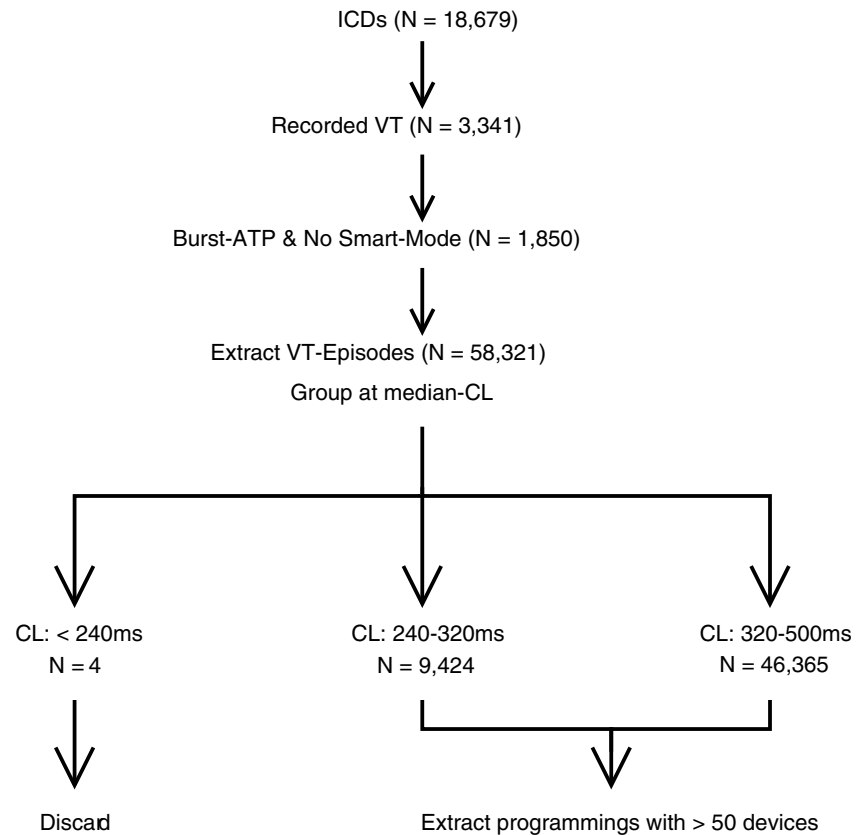 ICDs (N = 18,679)
Recorded VT (N = 3,341)
Burst-ATP & No Smart-Mode (N = 1,850)
Extract VT-Episodes (N = 58,321)
Group at median-CL
CL: < 240ms
N = 4
CL: 240-320ms
N = 9,424
CL: 320-500ms
N = 46,365
Discard
Extract programmings with > 50 devices